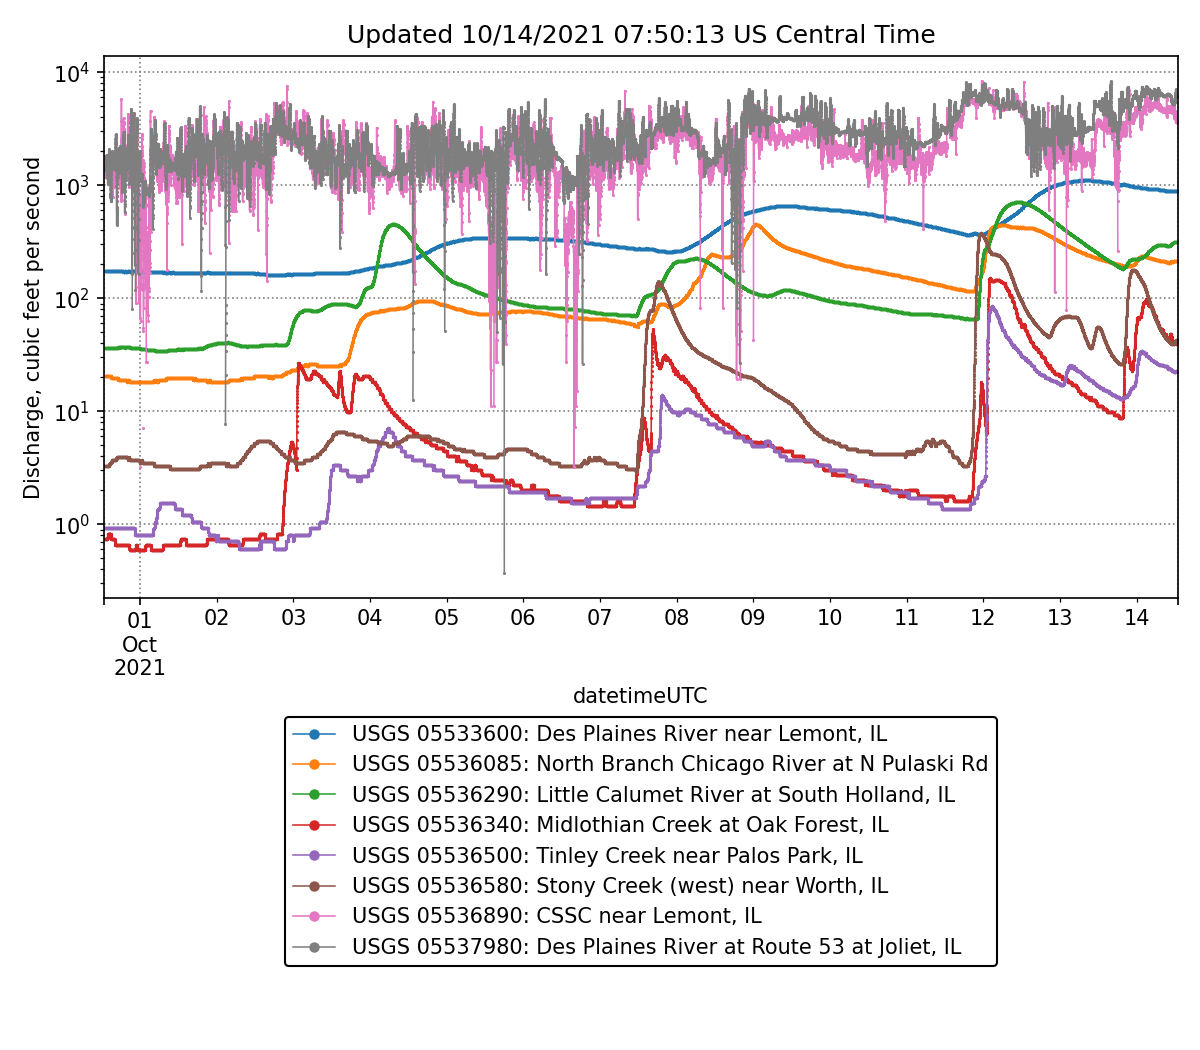 Updated 10/14/2021 07:50:13 US Central Time
Discharge, cubic feet per second
10^4
10^3
10^2
10^1
10^0
01 02 03 04 05 06 07 08 09 10 11 12 13 14
Oct
2021
datetimeUTC
USGS 05533600: Des Plaines River near Lemont, IL
USGS 05536085: North Branch Chicago River at N Pulaski Rd
USGS 05536290: Little Calumet River at South Holland, IL
USGS 05536340: Midlothian Creek at Oak Forest, IL
USGS 05536500: Tinley Creek near Palos Park, IL
USGS 05536580: Stony Creek (west) near Worth, IL
USGS 05536890: CSSC near Lemont, IL
USGS 05537980: Des Plaines River at Route 53 at Joliet, IL